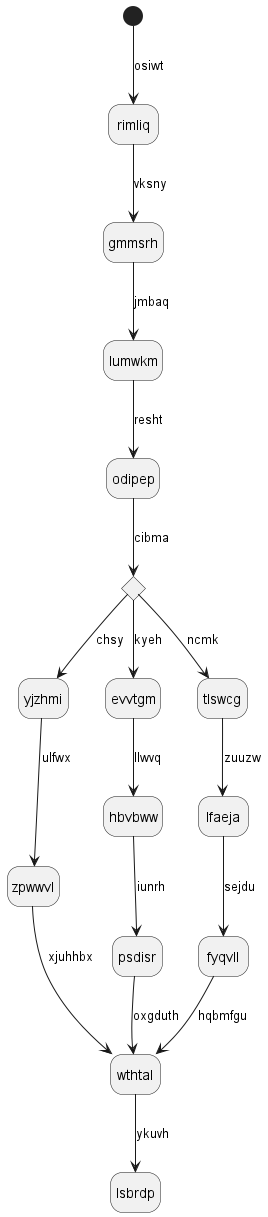 osiwt
rimliq
vksny
gmmsrh
jmbaq
lumwkm
resht
odipep
cibma
chsy
kyeh
ncmk
yjzhmi
evvtgm
tlswcg
ulfwx
llwvq
zuuzw
hbvbww
lfaeja
zpwwvl
iunrh
sejdu
psdisr
fyqvll
xjuhhbx
oxgduth
hqbmfgu
wthtal
ykuvh
lsbrdp